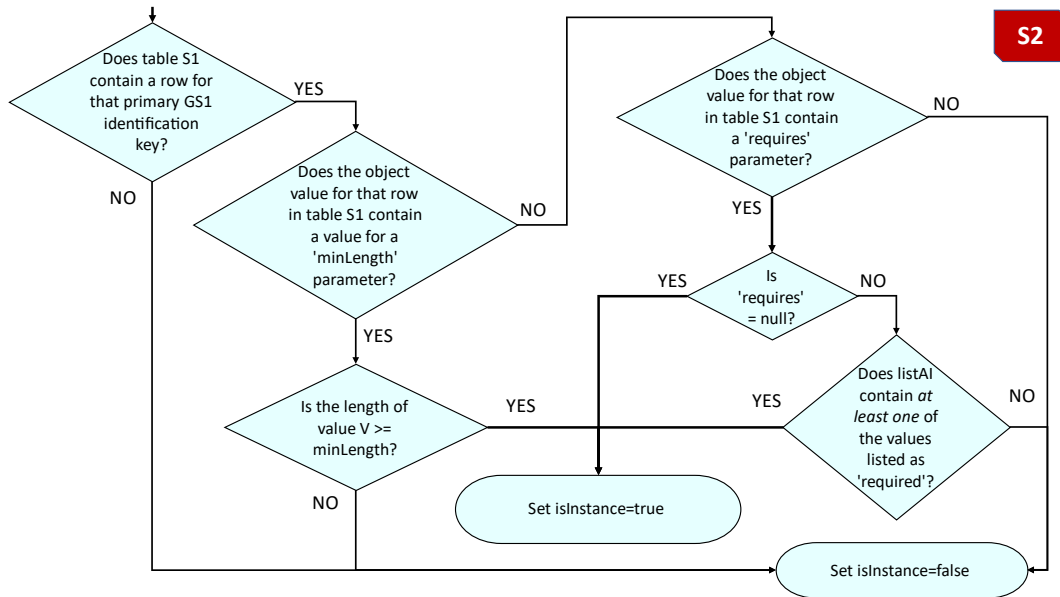 S2
Does table S1
contain a row for
that primary GS1
identification
key?
YES
NO
Does the object
value for that row
in table S1 contain
a value for a
'minLength'
parameter?
NO
YES
Does the object
value for that row
in table S1 contain
a 'requires'
parameter?
NO
YES
Is
'requires'
= null?
YES
NO
Is the length of
value V >=
minLength?
YES
NO
Does listAI
contain at
least one of
the values
listed as
'required'?
YES
NO
Set isInstance=true
Set isInstance=false